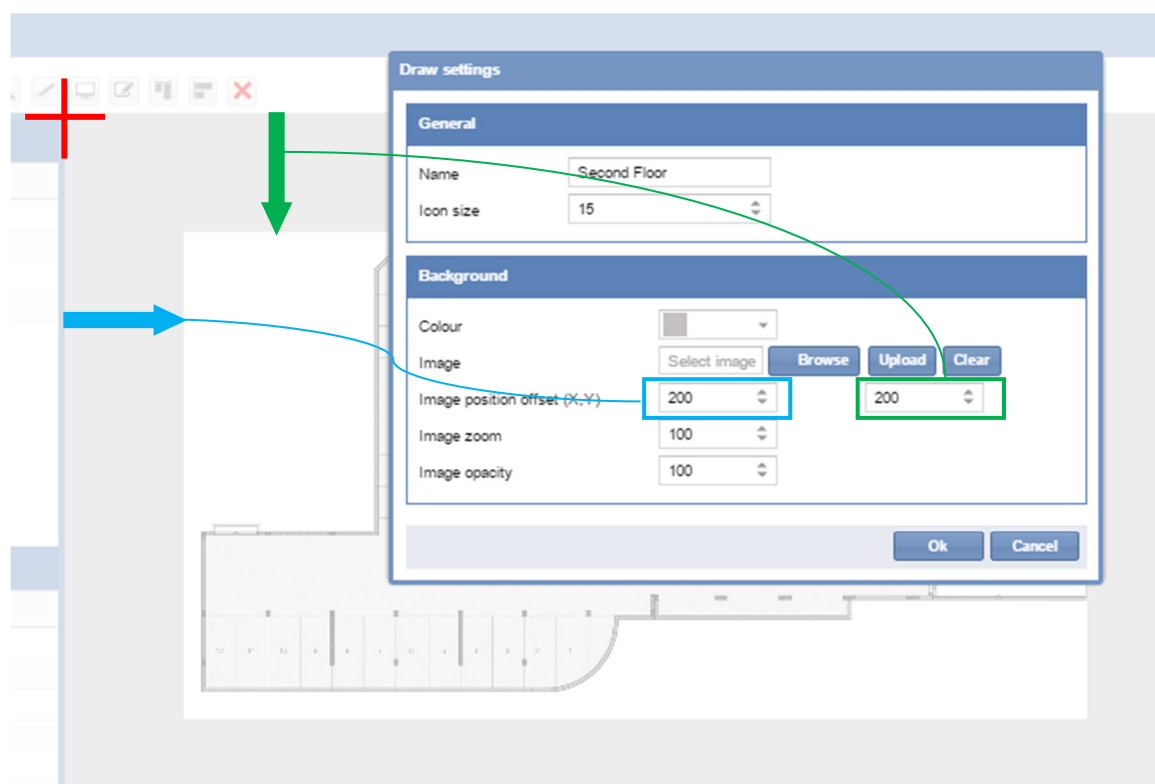 Draw settings
General
Name Second Floor
Icon size 15
Background
Colour
Image Select image Browse Upload Clear
Image position offset (X,Y) 200 200
Image zoom 100
Image opacity 100
Ok Cancel